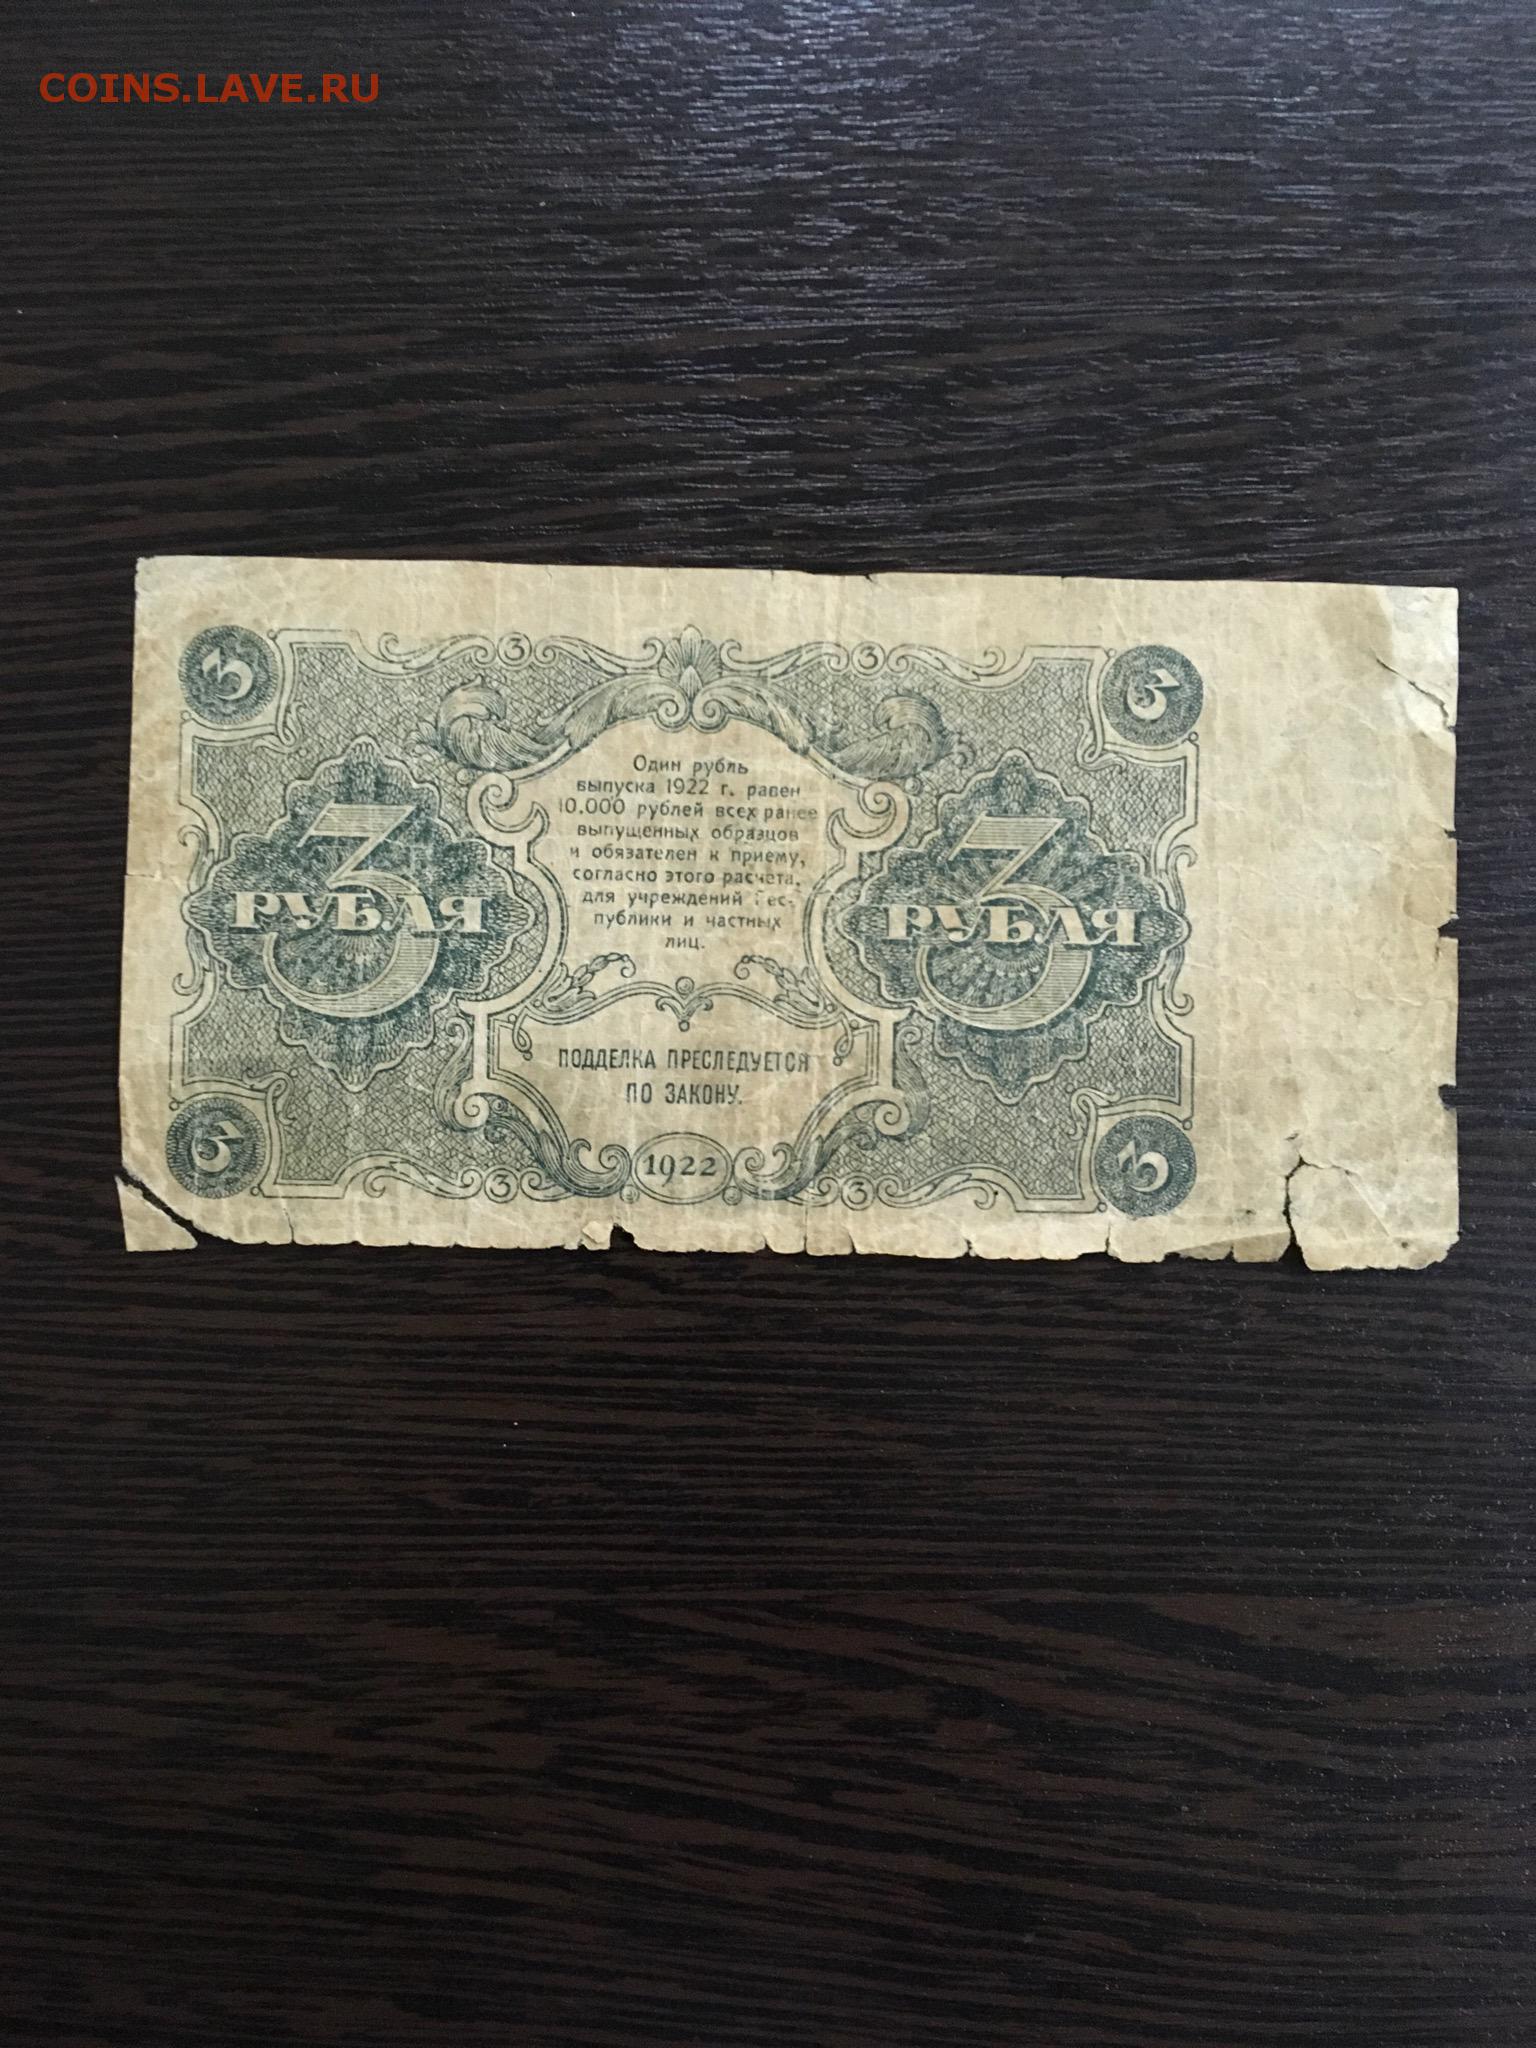 COINS.LAVE.RU
3 3
3 3
Один рубль
выпуска 1922 г. равен
10.000 рублей всех ранее
выпущенных образцов
и обязателен к приему,
согласно этого расчета,
для учреждений Рес-
публики и частных
лиц.
3 РУБЛЯ 3 РУБЛЯ
ПОДДЕЛКА ПРЕСЛЕДУЕТСЯ
ПО ЗАКОНУ.
3 1922 3
3 3